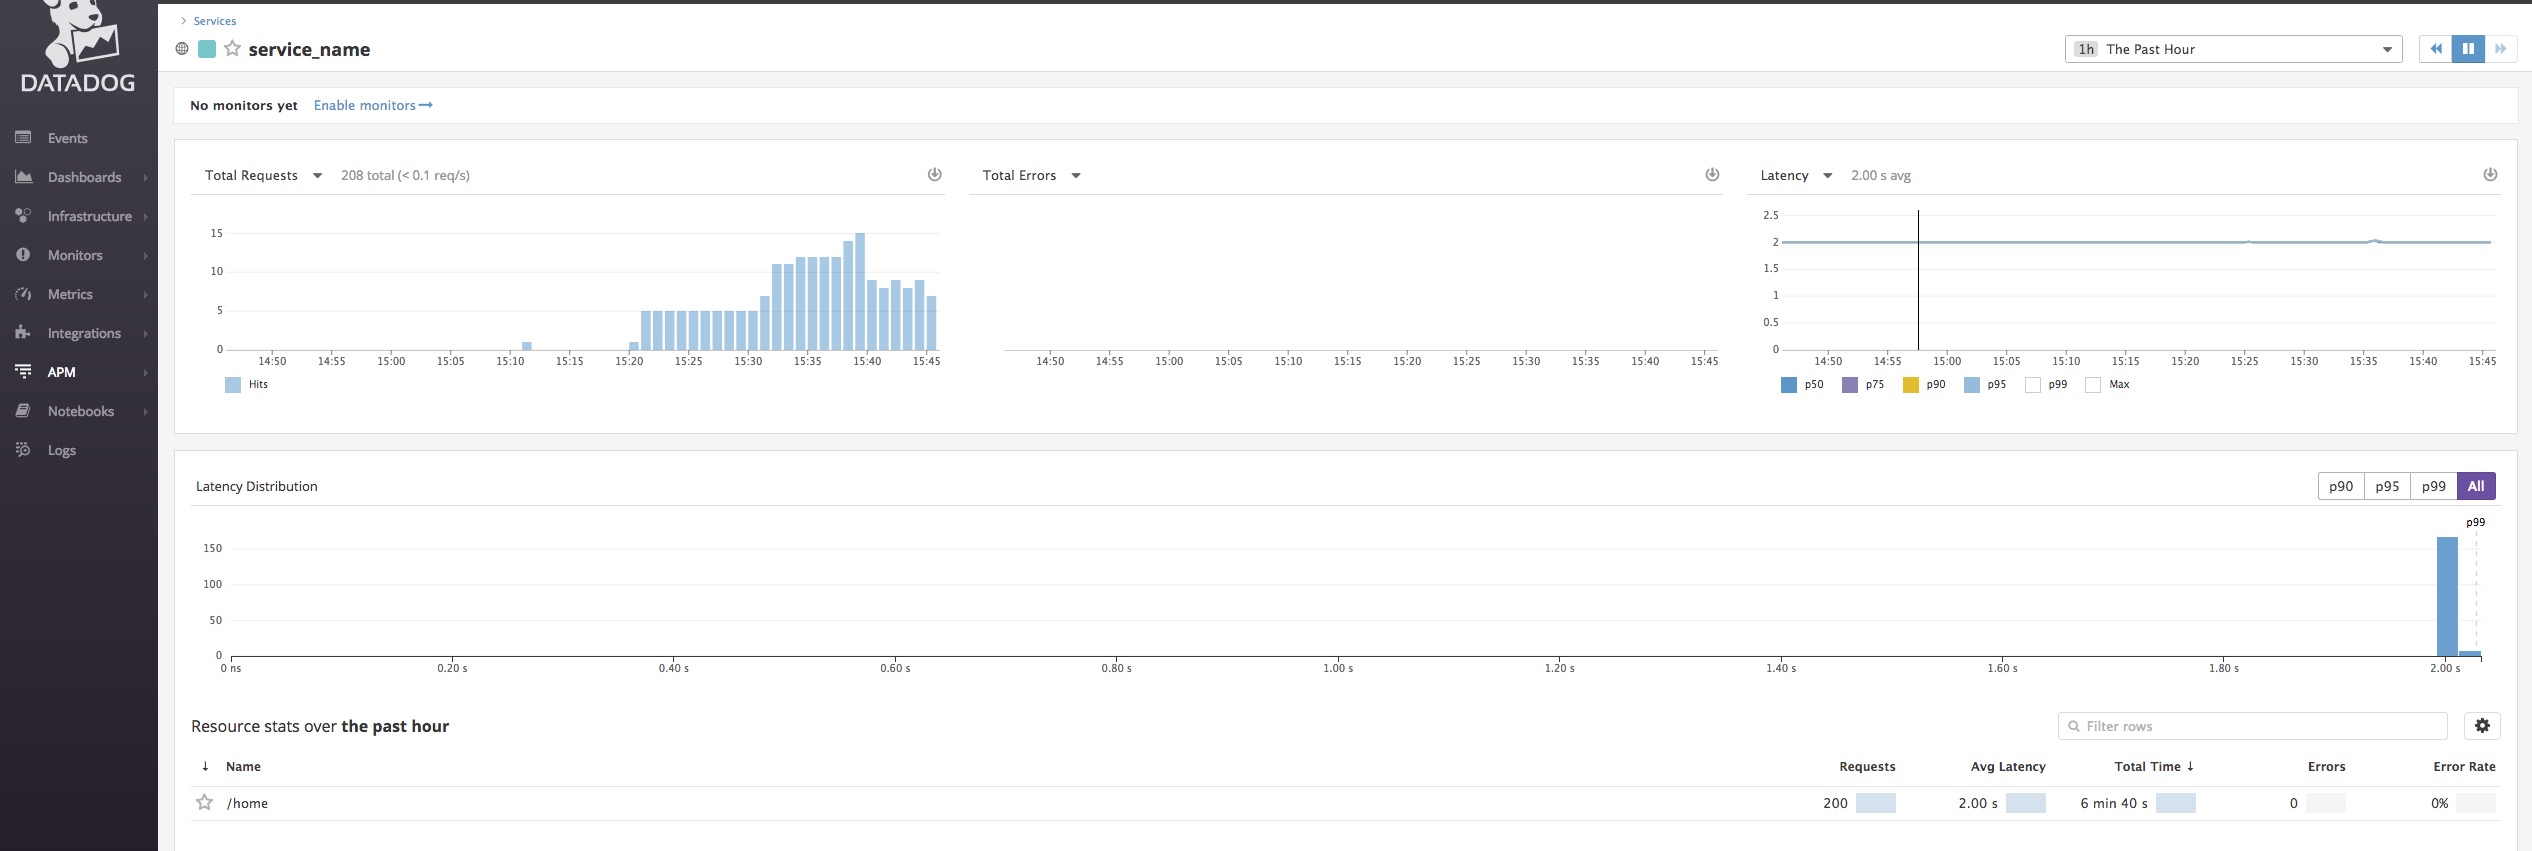 DATADOG
Events
Dashboards
Infrastructure
Monitors
Metrics
Integrations
APM
Notebooks
Logs
Services
service_name
1h The Past Hour
No monitors yet Enable monitors
Total Requests 208 total (< 0.1 req/s)
15
10
5
0
14:50 14:55 15:00 15:05 15:10 15:15 15:20 15:25 15:30 15:35 15:40 15:45
Hits
Total Errors
14:50 14:55 15:00 15:05 15:10 15:15 15:20 15:25 15:30 15:35 15:40 15:45
Latency 2.00 s avg
2.5
2
1.5
1
0.5
0
14:50 14:55 15:00 15:05 15:10 15:15 15:20 15:25 15:30 15:35 15:40 15:45
p50 p75 p90 p95 p99 Max
Latency Distribution
p90 p95 p99 All
p99
150
100
50
0
0 ns 0.20 s 0.40 s 0.60 s 0.80 s 1.00 s 1.20 s 1.40 s 1.60 s 1.80 s 2.00 s
Resource stats over the past hour
Filter rows
↓ Name Requests Avg Latency Total Time ↓ Errors Error Rate
/home 200 2.00 s 6 min 40 s 0 0%